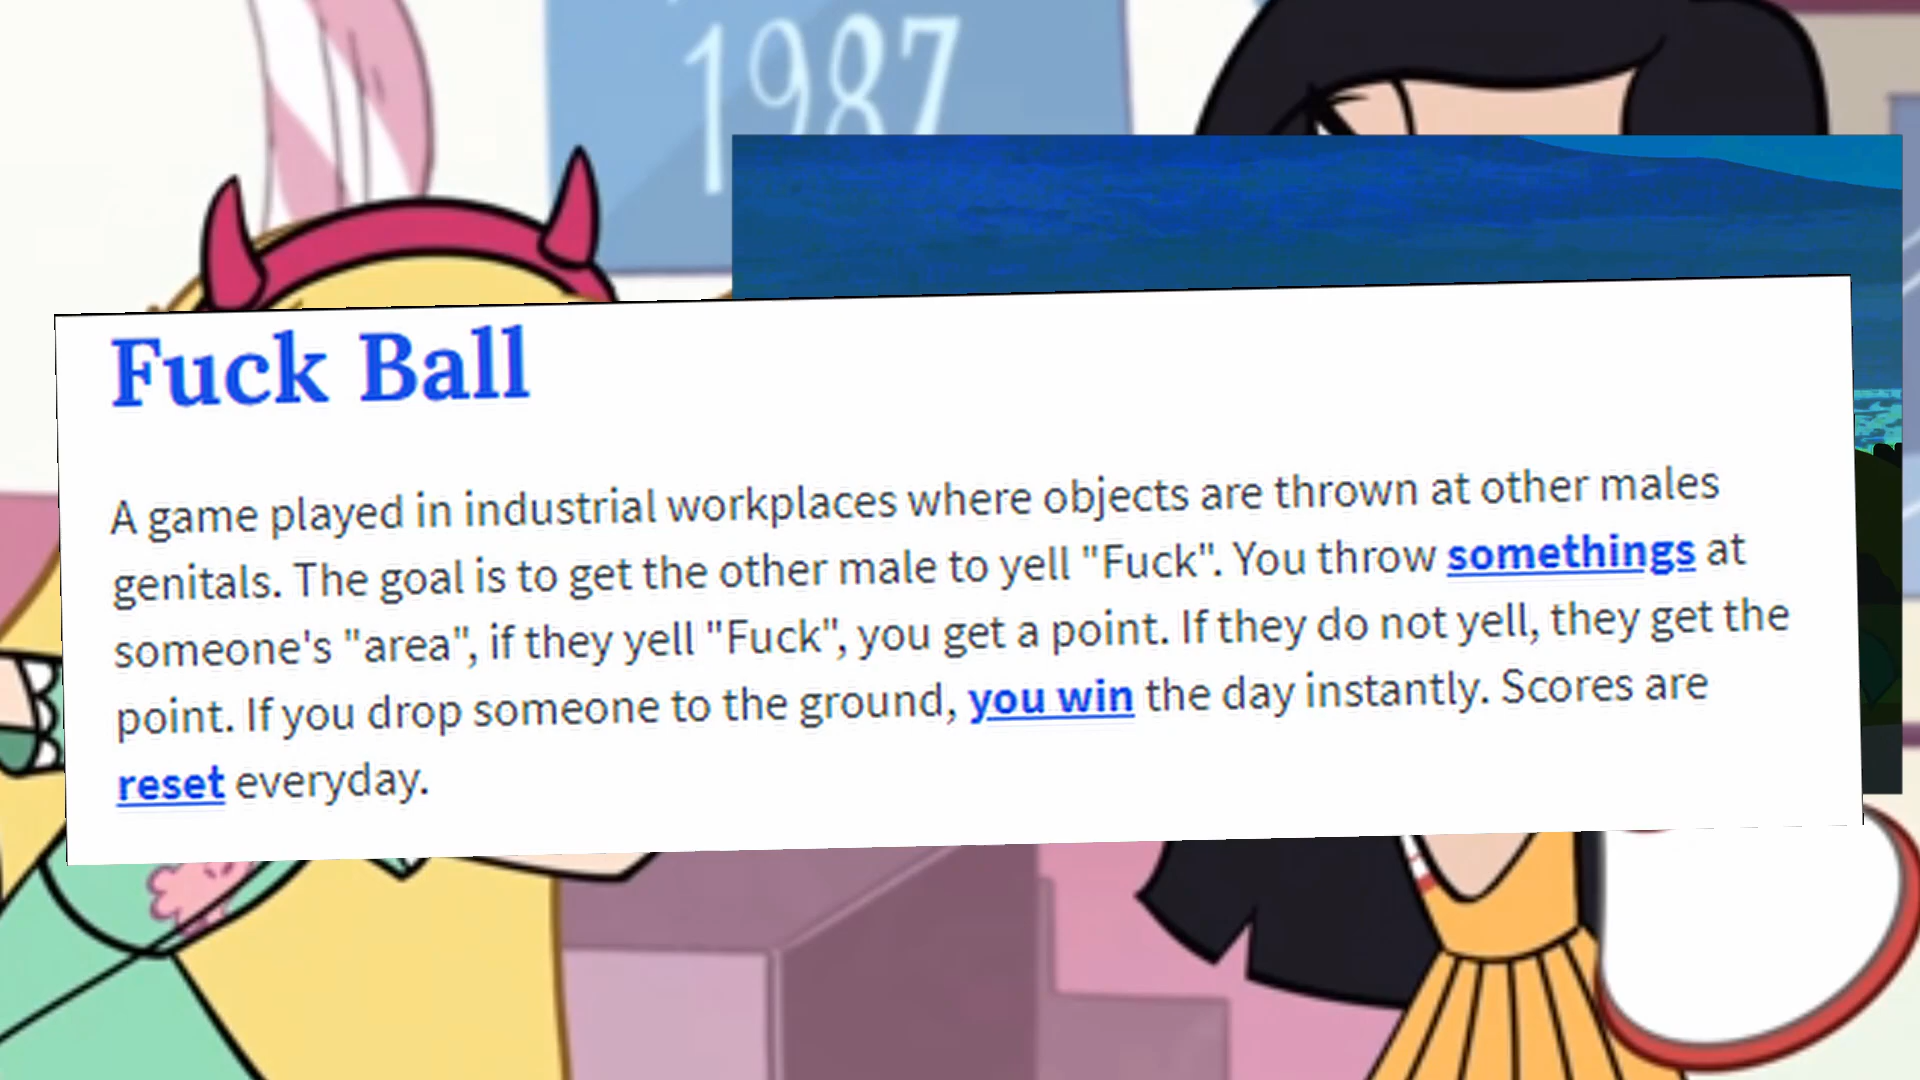 1987
Fuck Ball
A game played in industrial workplaces where objects are thrown at other males
genitals. The goal is to get the other male to yell "Fuck". You throw somethings at
someone's "area", if they yell "Fuck", you get a point. If they do not yell, they get the
point. If you drop someone to the ground, you win the day instantly. Scores are
reset everyday.